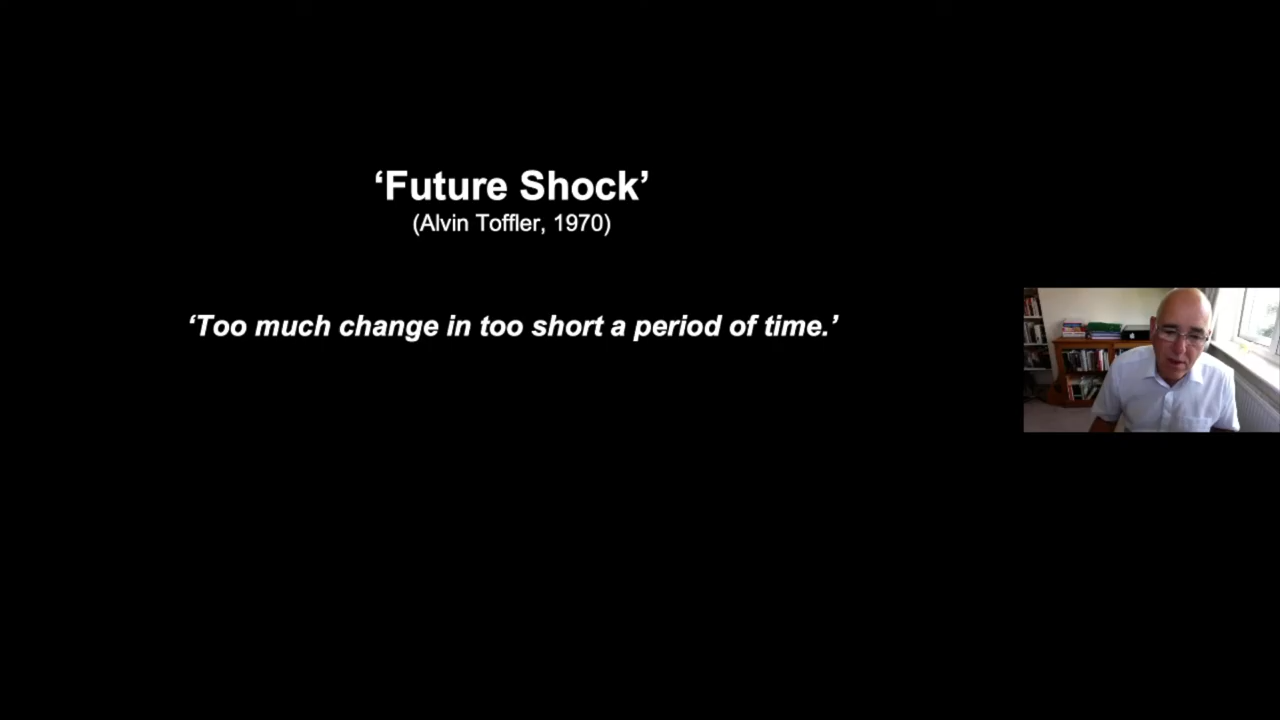 ‘Future Shock’
(Alvin Toffler, 1970)
‘Too much change in too short a period of time.’